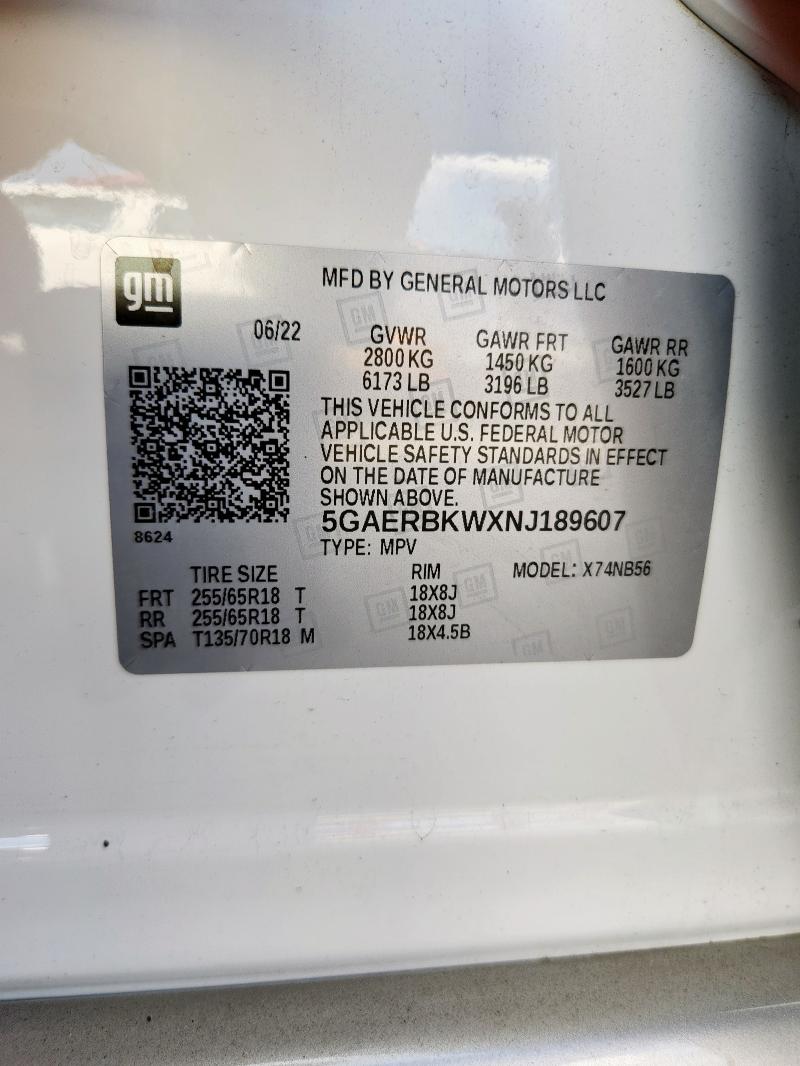 gm
MFD BY GENERAL MOTORS LLC
06/22
GVWR GAWR FRT GAWR RR
2800 KG 1450 KG 1600 KG
6173 LB 3196 LB 3527 LB
THIS VEHICLE CONFORMS TO ALL
APPLICABLE U.S. FEDERAL MOTOR
VEHICLE SAFETY STANDARDS IN EFFECT
ON THE DATE OF MANUFACTURE
SHOWN ABOVE.
5GAERBKWXNJ189607
8624
TYPE: MPV
TIRE SIZE RIM MODEL: X74NB56
FRT 255/65R18 T 18X8J
RR 255/65R18 T 18X8J
SPA T135/70R18 M 18X4.5B